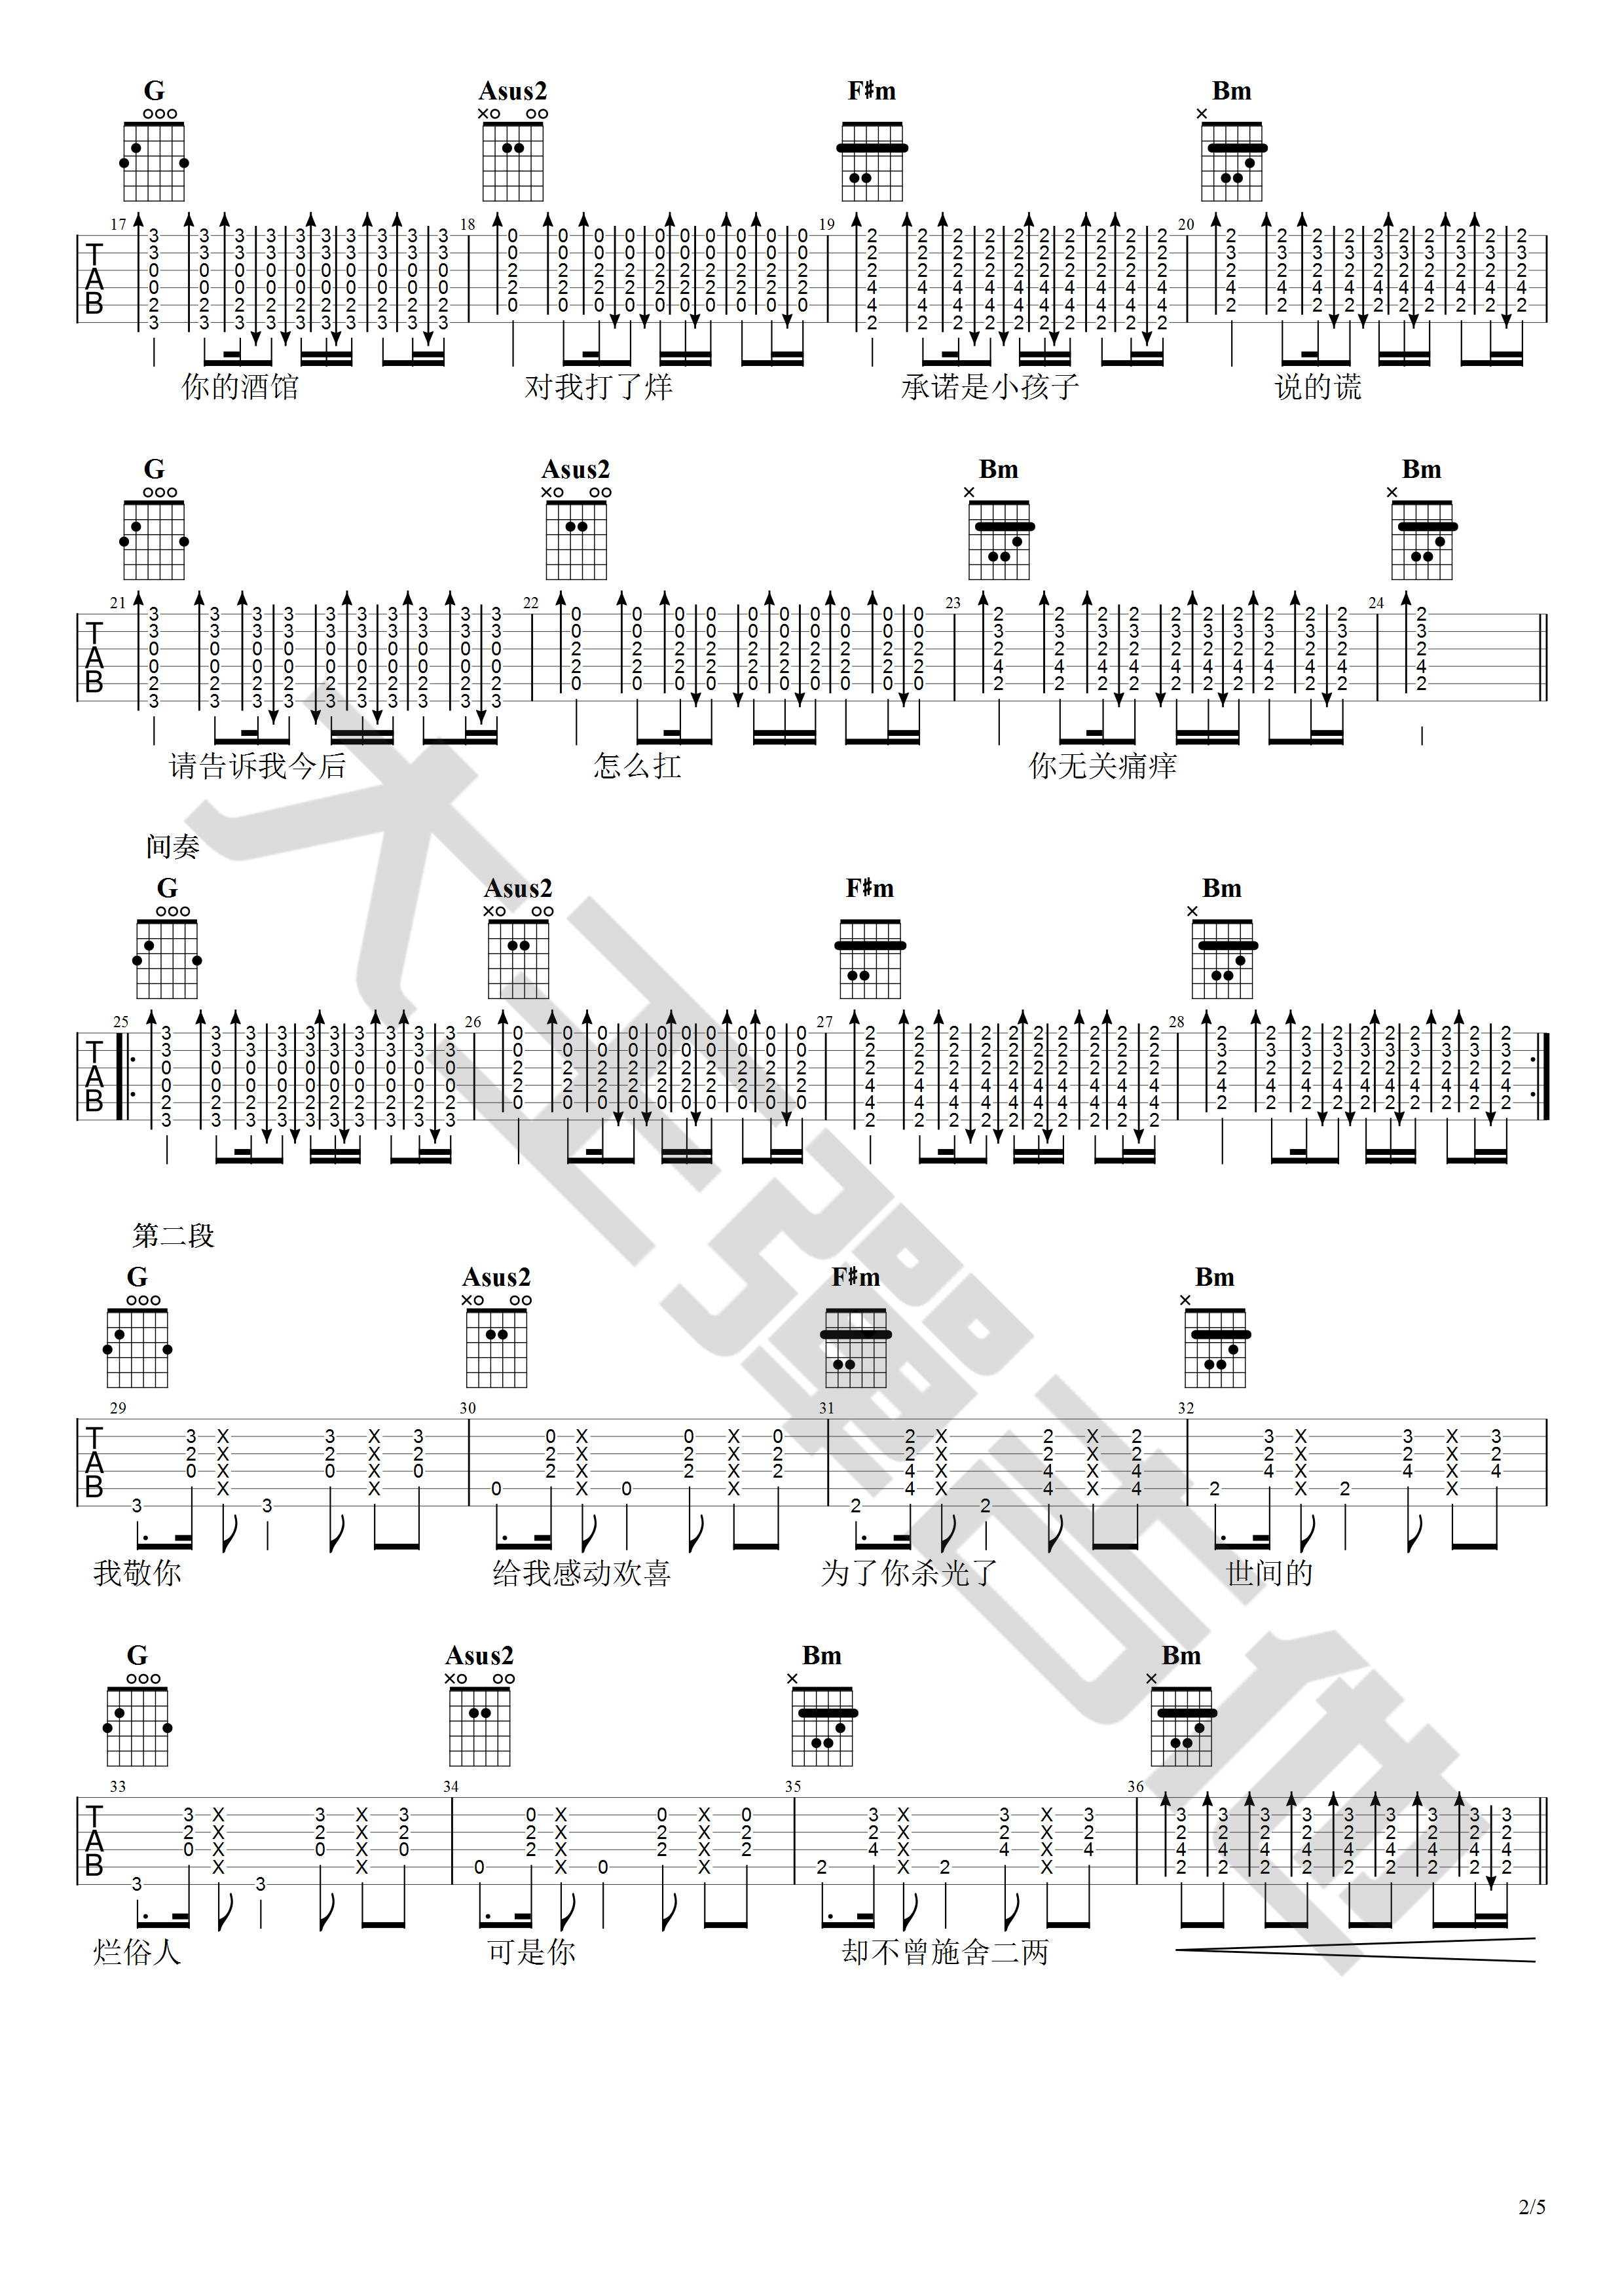 G Asus2 F♯m Bm
17 18 19 20
你的酒馆 对我打了烊 承诺是小孩子 说的谎
G Asus2 Bm Bm
21 22 23 24
请告诉我今后 怎么扛 你无关痛痒
间奏
G Asus2 F♯m Bm
25 26 27 28
第二段
G Asus2 F♯m Bm
29 30 31 32
我敬你 给我感动欢喜 为了你杀光了 世间的
G Asus2 Bm Bm
33 34 35 36
烂俗人 可是你 却不曾施舍二两
大王彈吉他
2/5